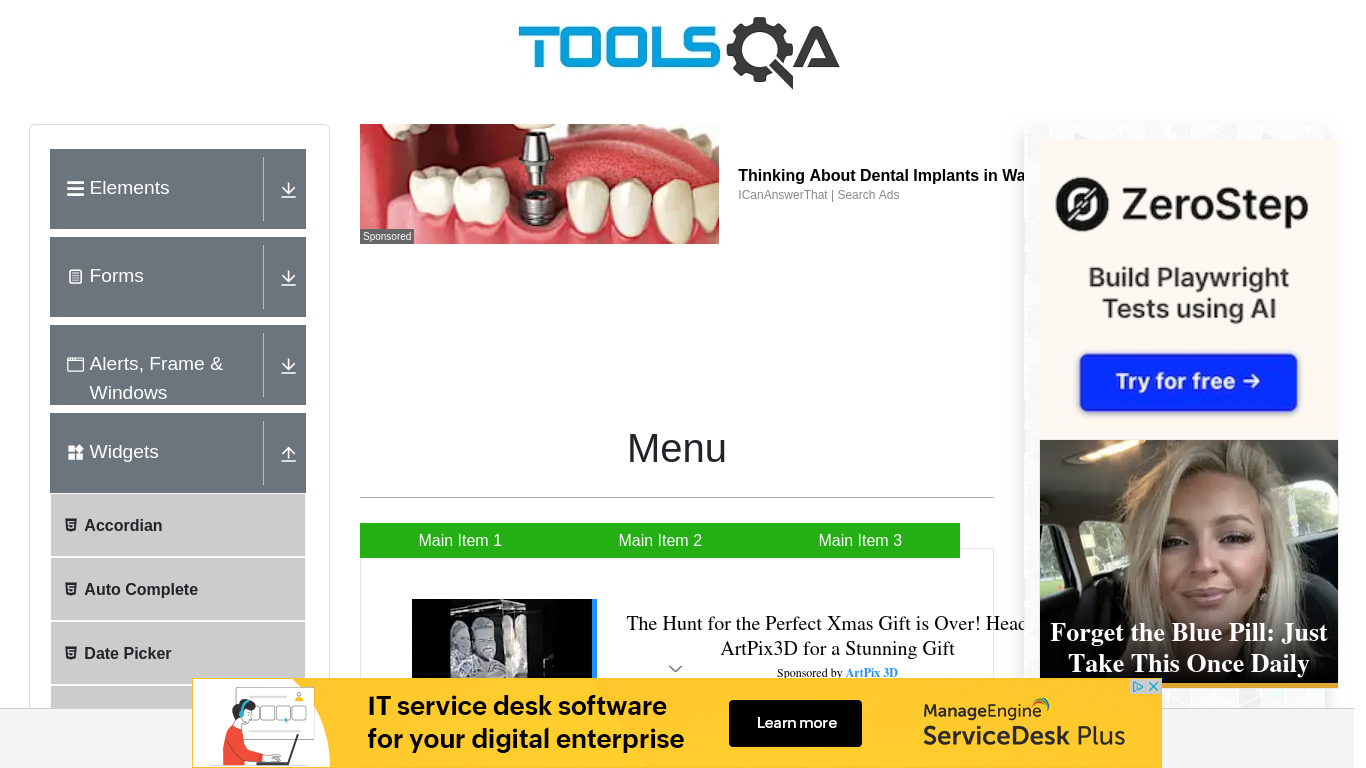 TOOLSQA
Elements
Forms
Alerts, Frame &
Windows
Widgets
Accordian
Auto Complete
Date Picker
Sponsored
Thinking About Dental Implants in Wa
ICanAnswerThat | Search Ads
Menu
Main Item 1
Main Item 2
Main Item 3
The Hunt for the Perfect Xmas Gift is Over! Head
ArtPix3D for a Stunning Gift
Sponsored by ArtPix 3D
ZeroStep
Build Playwright
Tests using AI
Try for free →
Forget the Blue Pill: Just
Take This Once Daily
IT service desk software
for your digital enterprise
Learn more
ManageEngine
ServiceDesk Plus